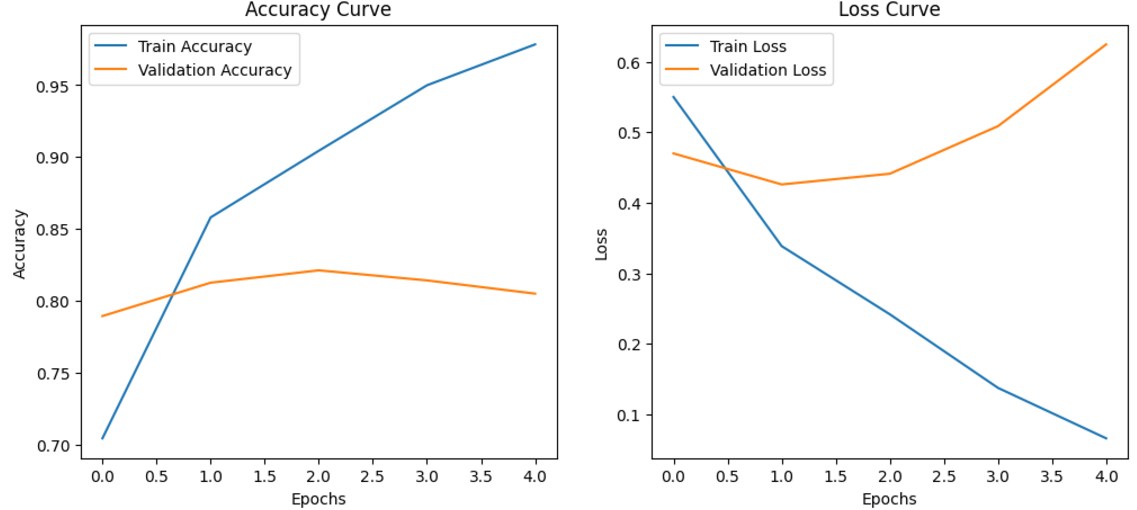 Accuracy Curve
Train Accuracy
Validation Accuracy
Accuracy
0.95
0.90
0.85
0.80
0.75
0.70
0.0 0.5 1.0 1.5 2.0 2.5 3.0 3.5 4.0
Epochs
Loss Curve
Train Loss
Validation Loss
Loss
0.6
0.5
0.4
0.3
0.2
0.1
0.0 0.5 1.0 1.5 2.0 2.5 3.0 3.5 4.0
Epochs